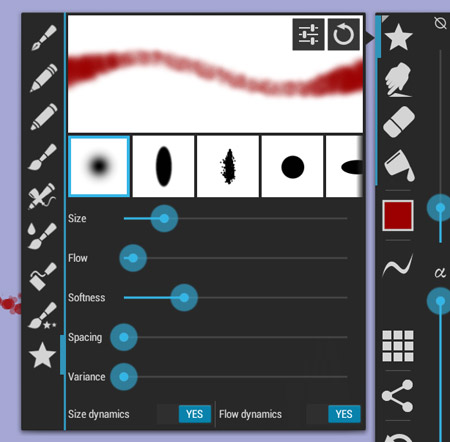 Size
Flow
α
Softness
Spacing
Variance
Size dynamics YES Flow dynamics YES